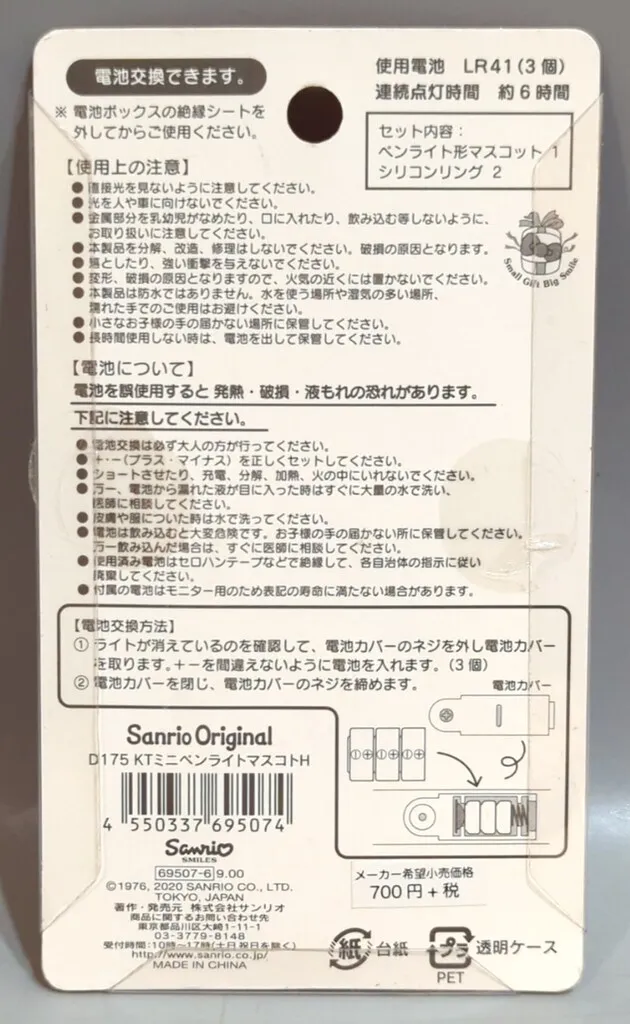 電池交換できます。
※ 電池ボックスの絶縁シートを
外してからご使用ください。
使用電池 LR41(3個)
連続点灯時間 約6時間
セット内容:
ペンライト形マスコット 1
シリコンリング 2
【使用上の注意】
●直接光を見ないように注意してください。
●光を人や車に向けないでください。
●金属部分を乳幼児がなめたり、口に入れたり、飲み込む等しないように、
お取り扱いに注意してください。
●本製品を分解、改造、修理はしないでください。破損の原因となります。
●落としたり、強い衝撃を与えないでください。
●変形、破損の原因となりますので、火気の近くには置かないでください。
●本製品は防水ではありません。水を使う場所や湿気の多い場所、
濡れた手でのご使用はお避けください。
●小さなお子様の手の届かない場所に保管してください。
●長時間使用しない時は、電池を出して保管してください。
Small Gift Big Smile
【電池について】
電池を誤使用すると 発熱・破損・液もれの恐れがあります。
下記に注意してください。
●電池交換は必ず大人の方が行ってください。
●+・-(プラス・マイナス)を正しくセットしてください。
●ショートさせたり、充電、分解、加熱、火の中にいれないでください。
●万一、電池から漏れた液が目に入った時はすぐに大量の水で洗い、
医師に相談してください。
●皮膚や服についた時は水で洗ってください。
●電池は飲み込むと大変危険です。お子様の手の届かない所に保管してください。
万一飲み込んだ場合は、すぐに医師に相談してください。
●使用済み電池はセロハンテープなどで絶縁して、各自治体の指示に従い
廃棄してください。
●付属の電池はモニター用のため表記の寿命に満たない場合があります。
【電池交換方法】
① ライトが消えているのを確認して、電池カバーのネジを外し電池カバー
を取ります。+-を間違えないように電池を入れます。(3個)
② 電池カバーを閉じ、電池カバーのネジを締めます。
電池カバー
Sanrio Original
D175 KTミニペンライトマスコトH
4 550337 695074
Sanrio
SMILES
69507-6 9.00
©1976, 2020 SANRIO CO., LTD.
TOKYO, JAPAN
著作・発売元 株式会社サンリオ
商品に関するお問い合わせ先
東京都品川区大崎1-11-1
03-3779-8148
受付時間:10時～17時(土日祝日を除く)
http://www.sanrio.co.jp/
MADE IN CHINA
メーカー希望小売価格
700円+税
紙 台紙
プラ 透明ケース
PET